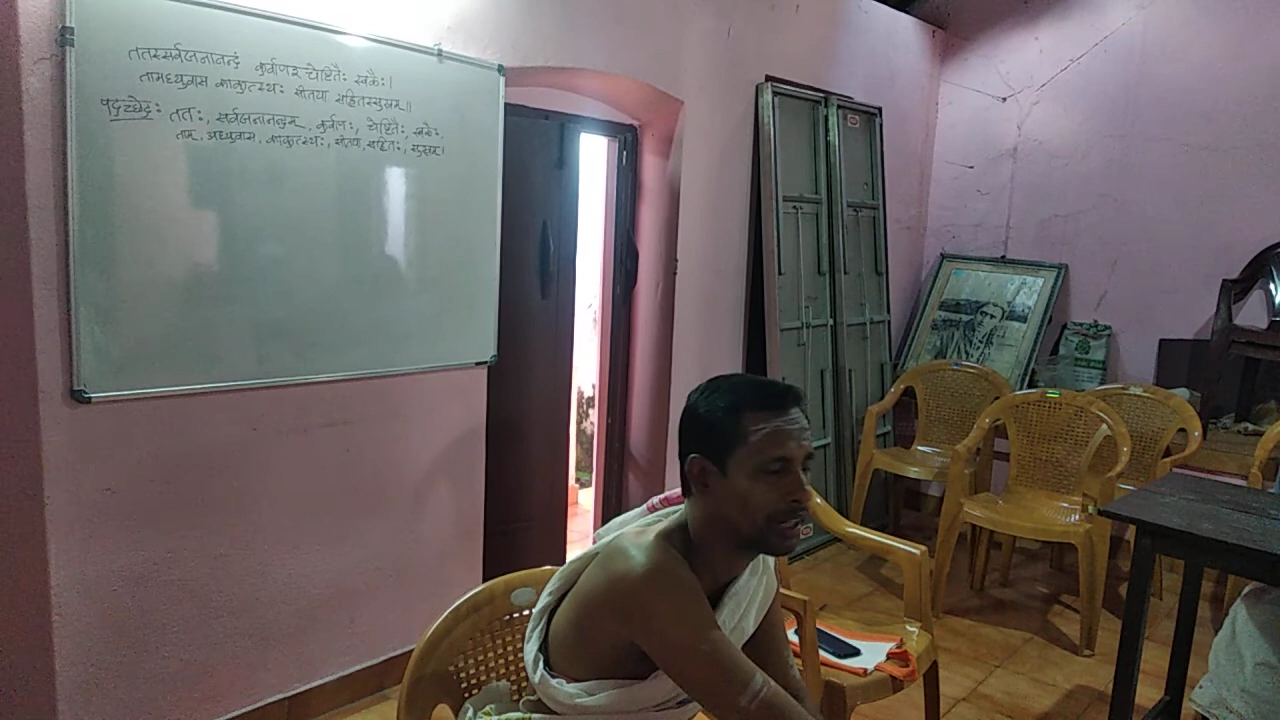 ततस्सर्वजनानन्दं कुर्वाणः चेष्टितैः स्वकैः।
तामध्युवास काकुत्स्थः सीतया सहितस्सुखम्॥
पदच्छेदः ततः, सर्वजनानन्दम्, कुर्वाणः, चेष्टितैः, स्वकैः,
ताम्, अध्युवास, काकुत्स्थः, सीतया, सहितः, सुखम्।